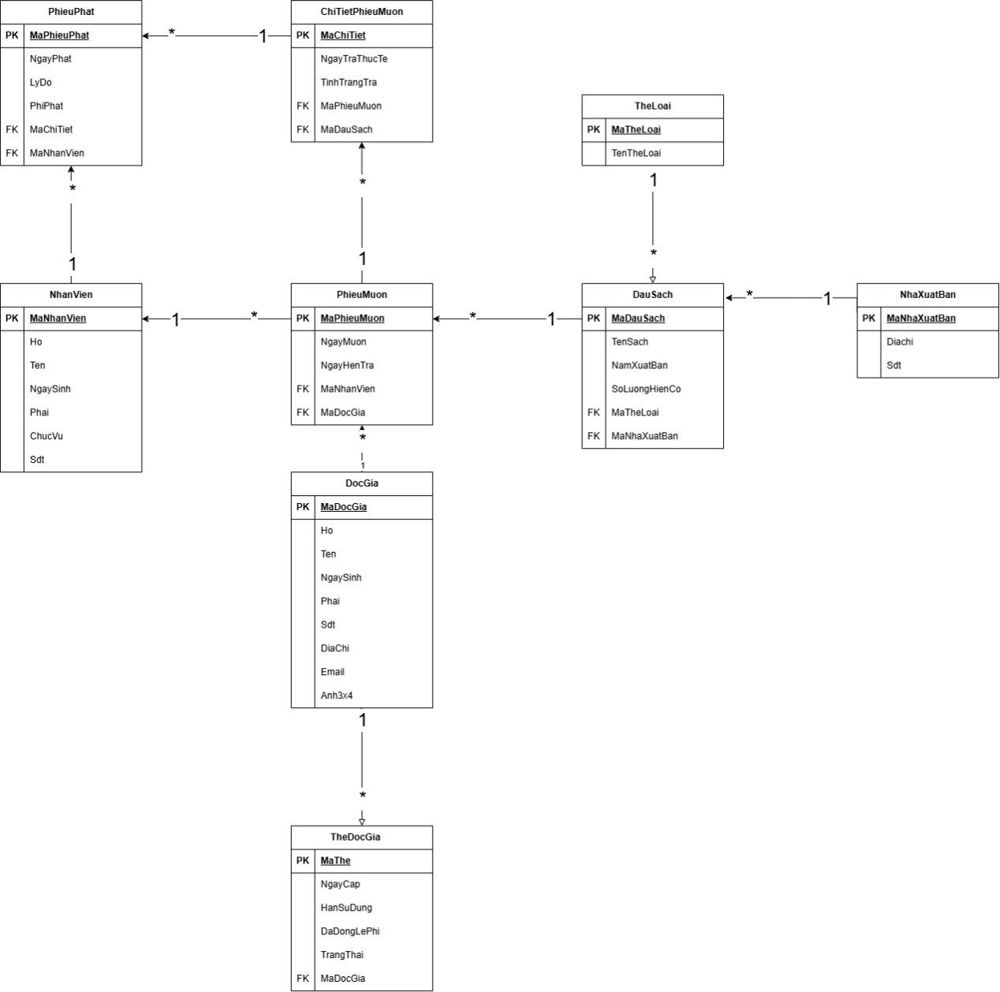 PhieuPhat
PK MaPhieuPhat
NgayPhat
LyDo
PhiPhat
FK MaChiTiet
FK MaNhanVien
* 1
ChiTietPhieuMuon
PK MaChiTiet
NgayTraThucTe
TinhTrangTra
FK MaPhieuMuon
FK MaDauSach
TheLoai
PK MaTheLoai
TenTheLoai
*
1
*
1
1
*
NhanVien
PK MaNhanVien
Ho
Ten
NgaySinh
Phai
ChucVu
Sdt
1 *
PhieuMuon
PK MaPhieuMuon
NgayMuon
NgayHenTra
FK MaNhanVien
FK MaDocGia
* 1
DauSach
PK MaDauSach
TenSach
NamXuatBan
SoLuongHienCo
FK MaTheLoai
FK MaNhaXuatBan
* 1
NhaXuatBan
PK MaNhaXuatBan
Diachi
Sdt
*
1
DocGia
PK MaDocGia
Ho
Ten
NgaySinh
Phai
Sdt
DiaChi
Email
Anh3x4
1
*
TheDocGia
PK MaThe
NgayCap
HanSuDung
DaDongLePhi
TrangThai
FK MaDocGia